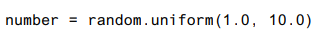 number = random.uniform(1.0, 10.0)